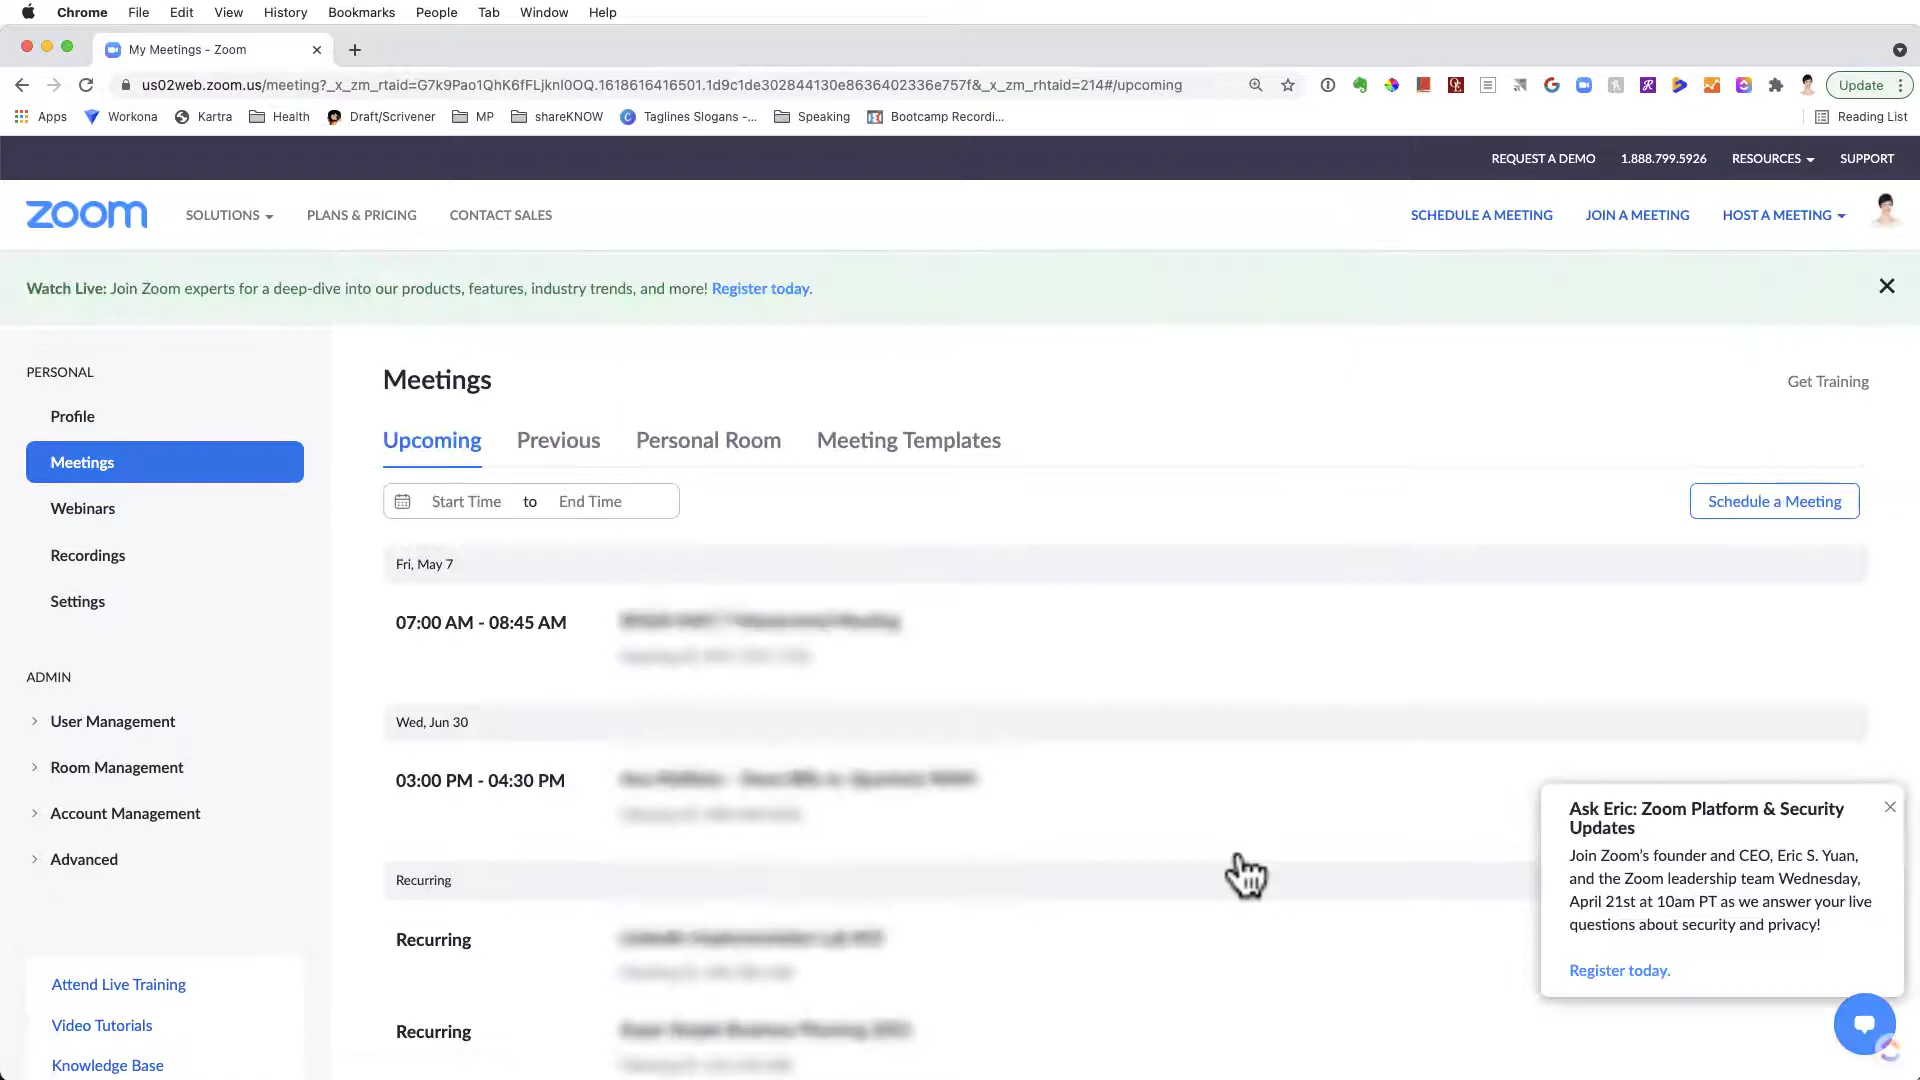 Chrome File Edit View History Bookmarks People Tab Window Help
My Meetings - Zoom
us02web.zoom.us/meeting?_x_zm_rtaid=G7k9Pao1QhK6fFLjknI0OQ.1618616416501.1d9c1de302844130e8636402336e757f&_x_zm_rhtaid=214#/upcoming
Update
Apps Workona Kartra Health Draft/Scrivener MP shareKNOW Taglines Slogans -... Speaking Bootcamp Recordi... Reading List
REQUEST A DEMO 1.888.799.5926 RESOURCES SUPPORT
zoom SOLUTIONS PLANS & PRICING CONTACT SALES SCHEDULE A MEETING JOIN A MEETING HOST A MEETING
Watch Live: Join Zoom experts for a deep-dive into our products, features, industry trends, and more! Register today.
PERSONAL
Profile
Meetings
Webinars
Recordings
Settings
ADMIN
User Management
Room Management
Account Management
Advanced
Attend Live Training
Video Tutorials
Knowledge Base
Meetings
Get Training
Upcoming Previous Personal Room Meeting Templates
Start Time to End Time
Schedule a Meeting
Fri, May 7
07:00 AM - 08:45 AM
Wed, Jun 30
03:00 PM - 04:30 PM
Recurring
Recurring
Recurring
Ask Eric: Zoom Platform & Security
Updates
Join Zoom's founder and CEO, Eric S. Yuan,
and the Zoom leadership team Wednesday,
April 21st at 10am PT as we answer your live
questions about security and privacy!
Register today.